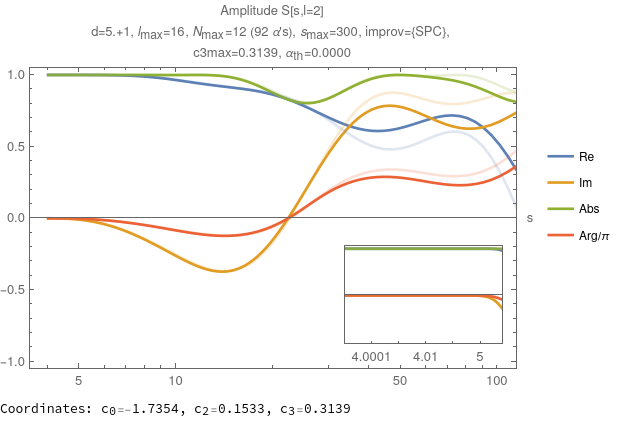 Amplitude S[s,l=2]
d=5.+1, lmax=16, Nmax=12 (92 α's), smax=300, improv={SPC},
c3max=0.3139, αth=0.0000
1.0
0.5
0.0
−0.5
−1.0
s
Re
Im
Abs
Arg/π
4.0001 4.01 5
5 10 50 100
Coordinates: c0=-1.7354, c2=0.1533, c3=0.3139